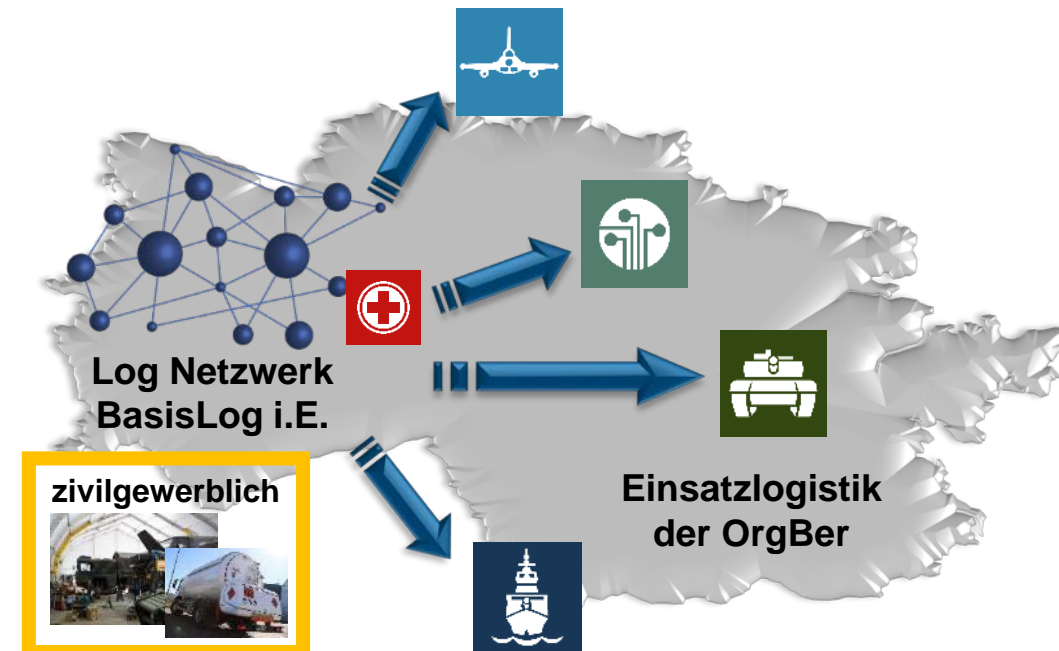 Log Netzwerk
BasisLog i.E.
zivilgewerblich
Einsatzlogistik
der OrgBer